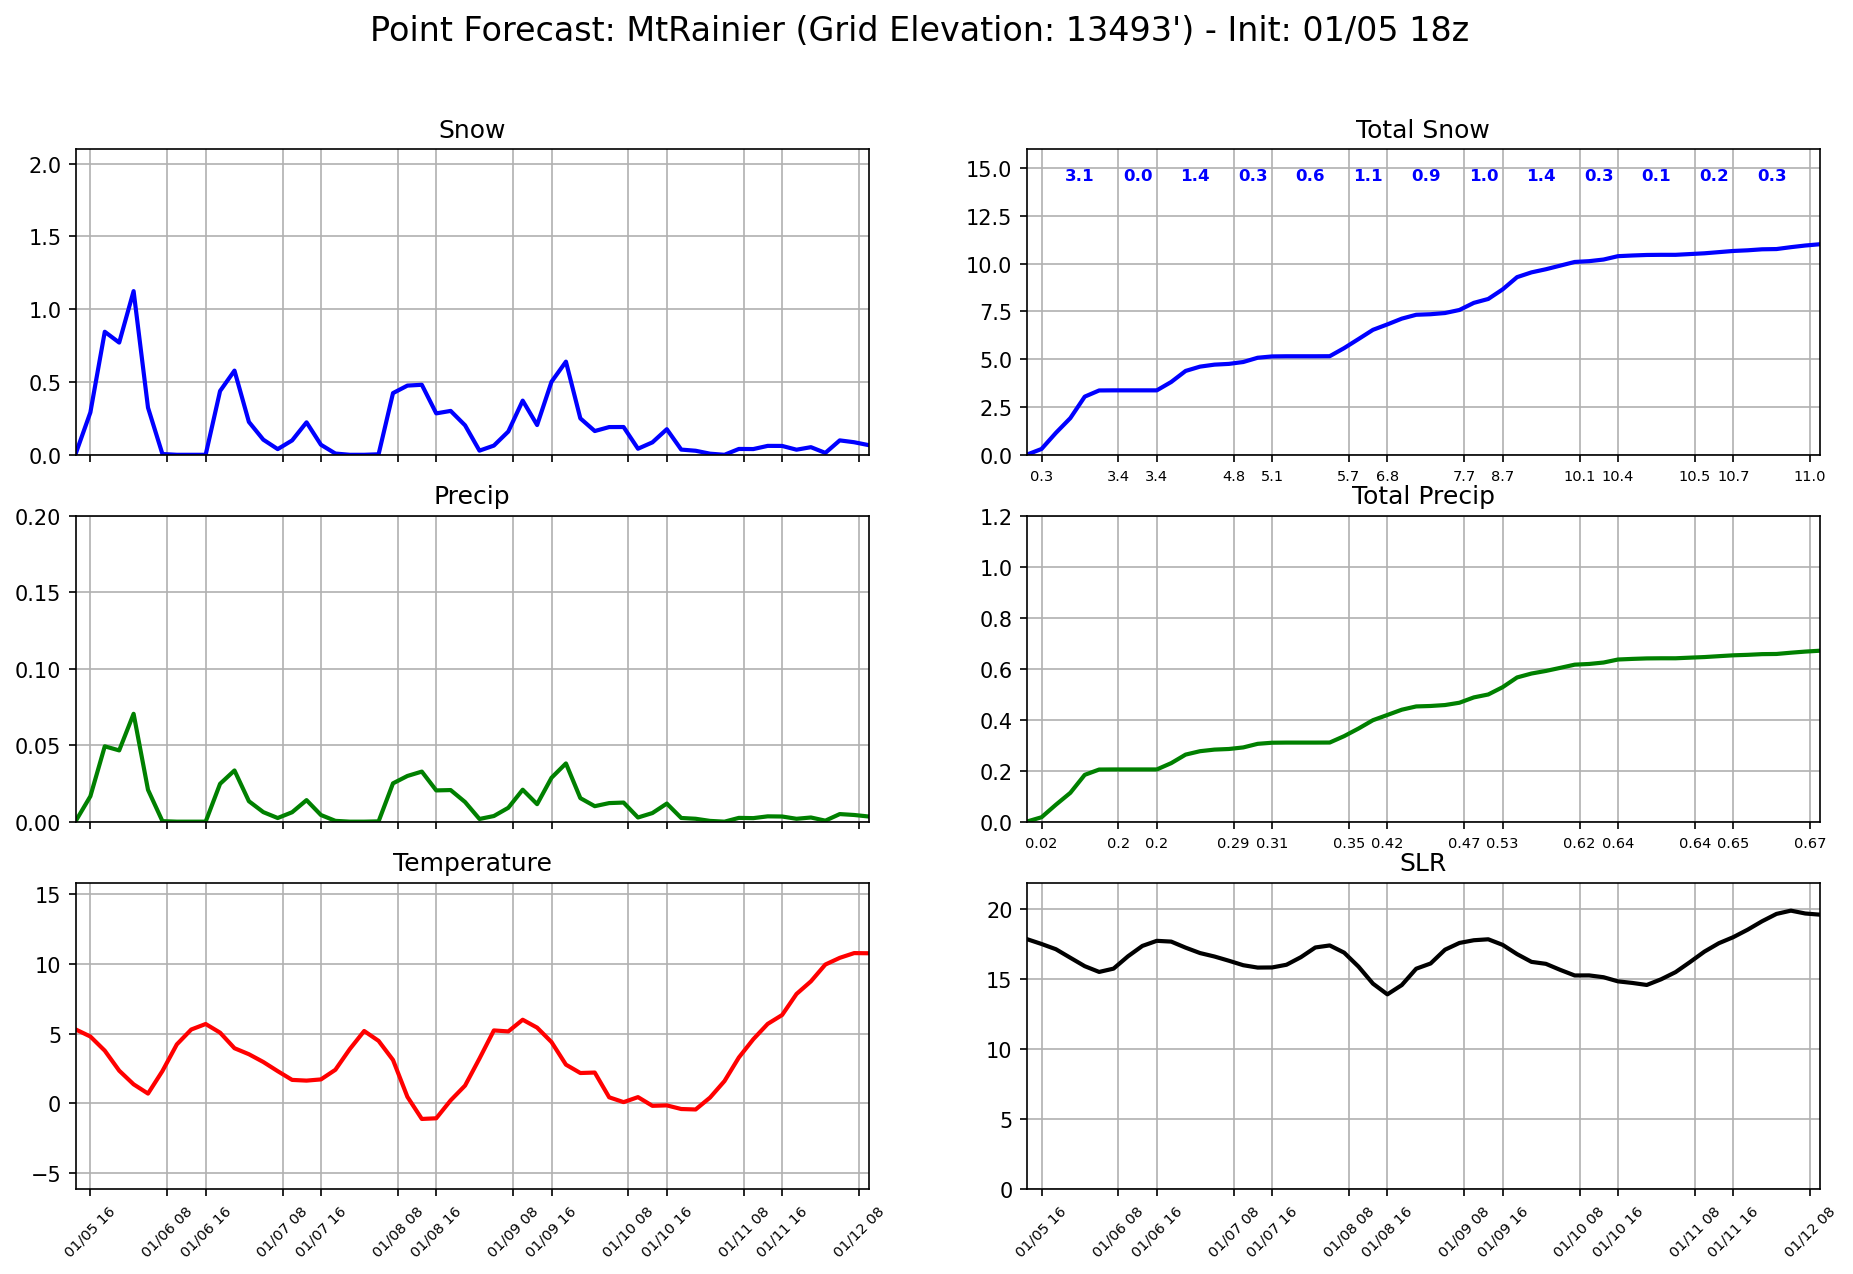 Point Forecast: MtRainier (Grid Elevation: 13493') - Init: 01/05 18z
Snow
2.0
1.5
1.0
0.5
0.0
Total Snow
15.0
12.5
10.0
7.5
5.0
2.5
0.0
3.1 0.0 1.4 0.3 0.6 1.1 0.9 1.0 1.4 0.3 0.1 0.2 0.3
0.3 3.4 3.4 4.8 5.1 5.7 6.8 7.7 8.7 10.1 10.4 10.5 10.7 11.0
Precip
0.20
0.15
0.10
0.05
0.00
Total Precip
1.2
1.0
0.8
0.6
0.4
0.2
0.0
0.02 0.2 0.2 0.29 0.31 0.35 0.42 0.47 0.53 0.62 0.64 0.64 0.65 0.67
Temperature
15
10
5
0
−5
01/05 16 01/06 08 01/06 16 01/07 08 01/07 16 01/08 08 01/08 16 01/09 08 01/09 16 01/10 08 01/10 16 01/11 08 01/11 16 01/12 08
SLR
20
15
10
5
0
01/05 16 01/06 08 01/06 16 01/07 08 01/07 16 01/08 08 01/08 16 01/09 08 01/09 16 01/10 08 01/10 16 01/11 08 01/11 16 01/12 08